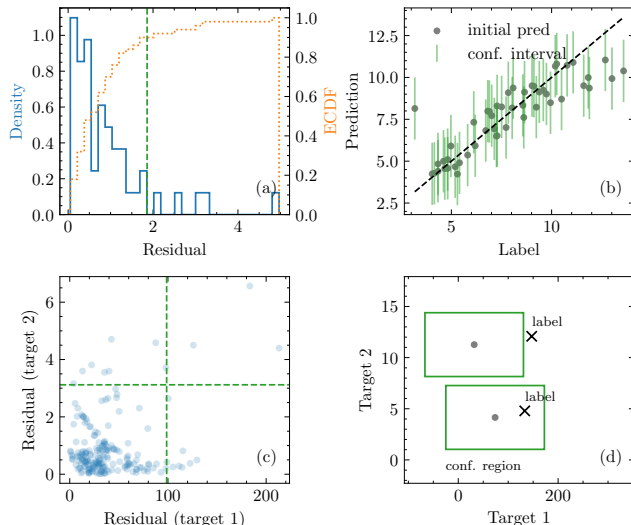 1.0
0.8
0.6
0.4
0.2
0.0
Density
1.0
0.8
0.6
0.4
0.2
0.0
ECDF
0
2
4
Residual
(a)
12.5
10.0
7.5
5.0
2.5
Prediction
initial pred
conf. interval
5
10
Label
(b)
6
4
2
0
Residual (target 2)
0
100
200
Residual (target 1)
(c)
15
10
5
0
Target 2
label
label
conf. region
0
200
Target 1
(d)